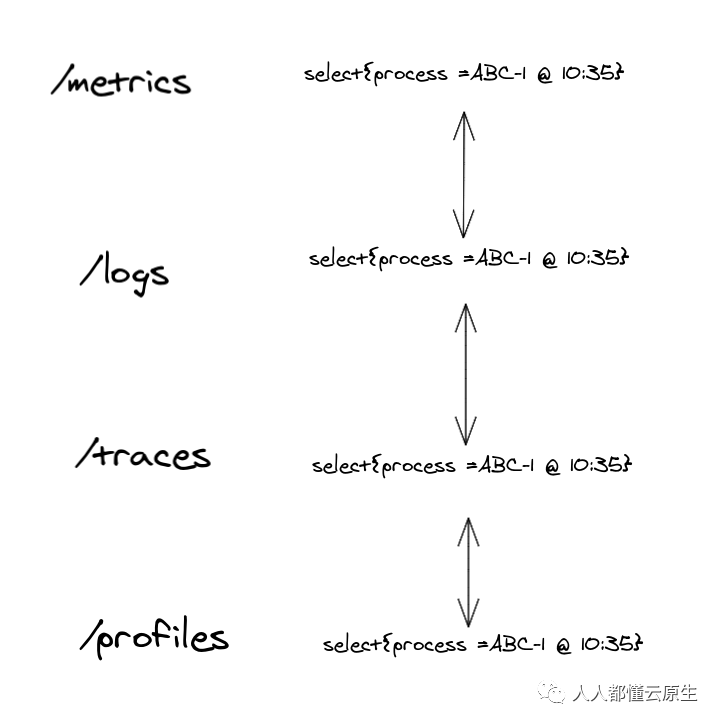 /metrics select{process =ABC-1 @ 10:35}
/logs select{process =ABC-1 @ 10:35}
/traces select{process =ABC-1 @ 10:35}
/profiles select{process =ABC-1 @ 10:35}
人人都懂云原生